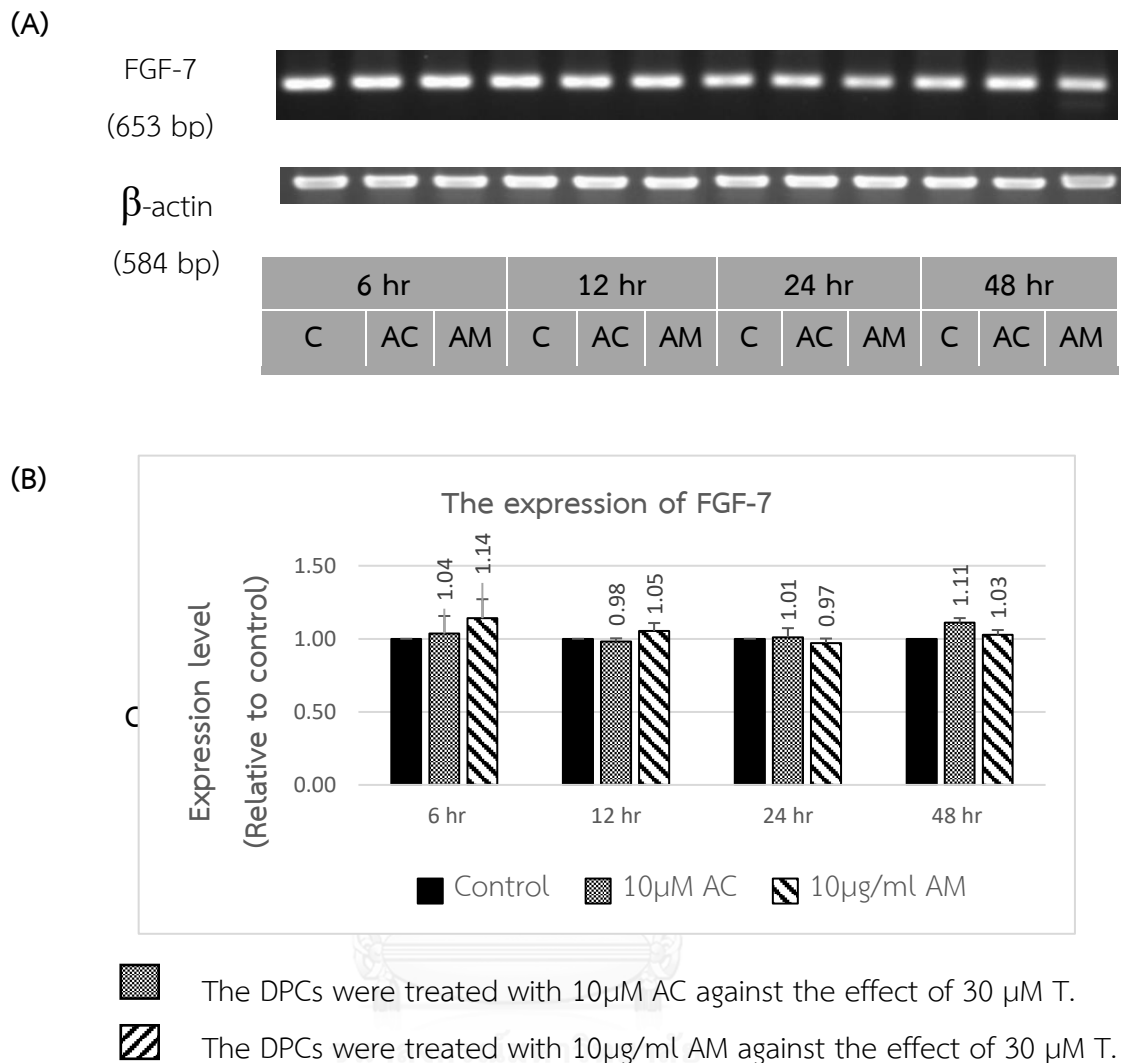 (A)
FGF-7
(653 bp)
β-actin
(584 bp)
6 hr 12 hr 24 hr 48 hr
C AC AM C AC AM C AC AM C AC AM
(B)
The expression of FGF-7
Expression level
(Relative to control)
1.50
1.00
0.50
0.00
1.04
1.14
0.98
1.05
1.01
0.97
1.11
1.03
6 hr 12 hr 24 hr 48 hr
C
Control 10µM AC 10µg/ml AM
The DPCs were treated with 10µM AC against the effect of 30 µM T.
The DPCs were treated with 10µg/ml AM against the effect of 30 µM T.